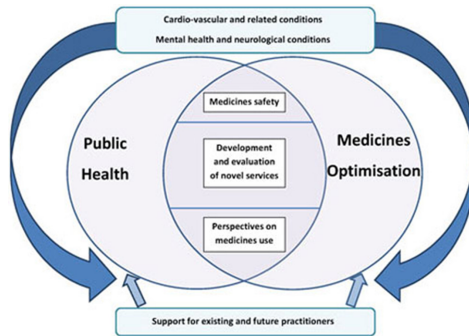 Cardio-vascular and related conditions
Mental health and neurological conditions
Medicines safety
Public
Health
Development
and evaluation
of novel services
Medicines
Optimisation
Perspectives on
medicines use
Support for existing and future practitioners